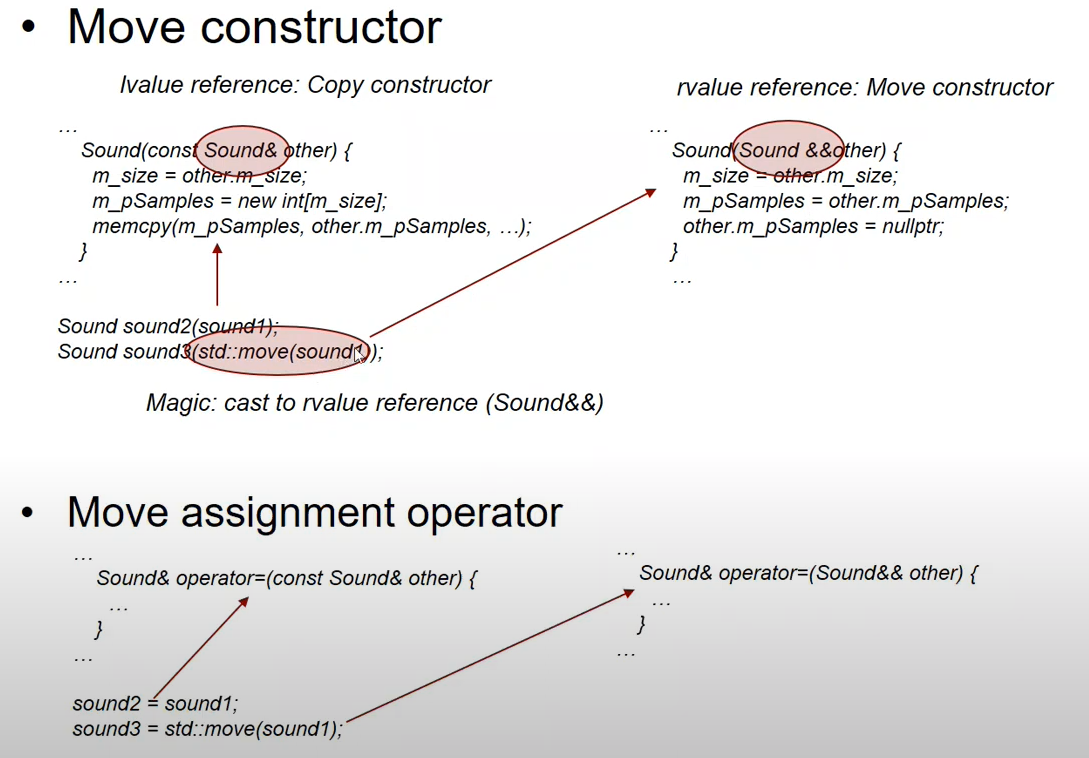 • Move constructor
lvalue reference: Copy constructor
…
Sound(const Sound& other) {
m_size = other.m_size;
m_pSamples = new int[m_size];
memcpy(m_pSamples, other.m_pSamples, …);
}
…
Sound sound2(sound1);
Sound sound3(std::move(sound1));
Magic: cast to rvalue reference (Sound&&)
rvalue reference: Move constructor
…
Sound(Sound &&other) {
m_size = other.m_size;
m_pSamples = other.m_pSamples;
other.m_pSamples = nullptr;
}
…
• Move assignment operator
…
Sound& operator=(const Sound& other) {
…
}
…
sound2 = sound1;
sound3 = std::move(sound1);
…
Sound& operator=(Sound&& other) {
…
}
…